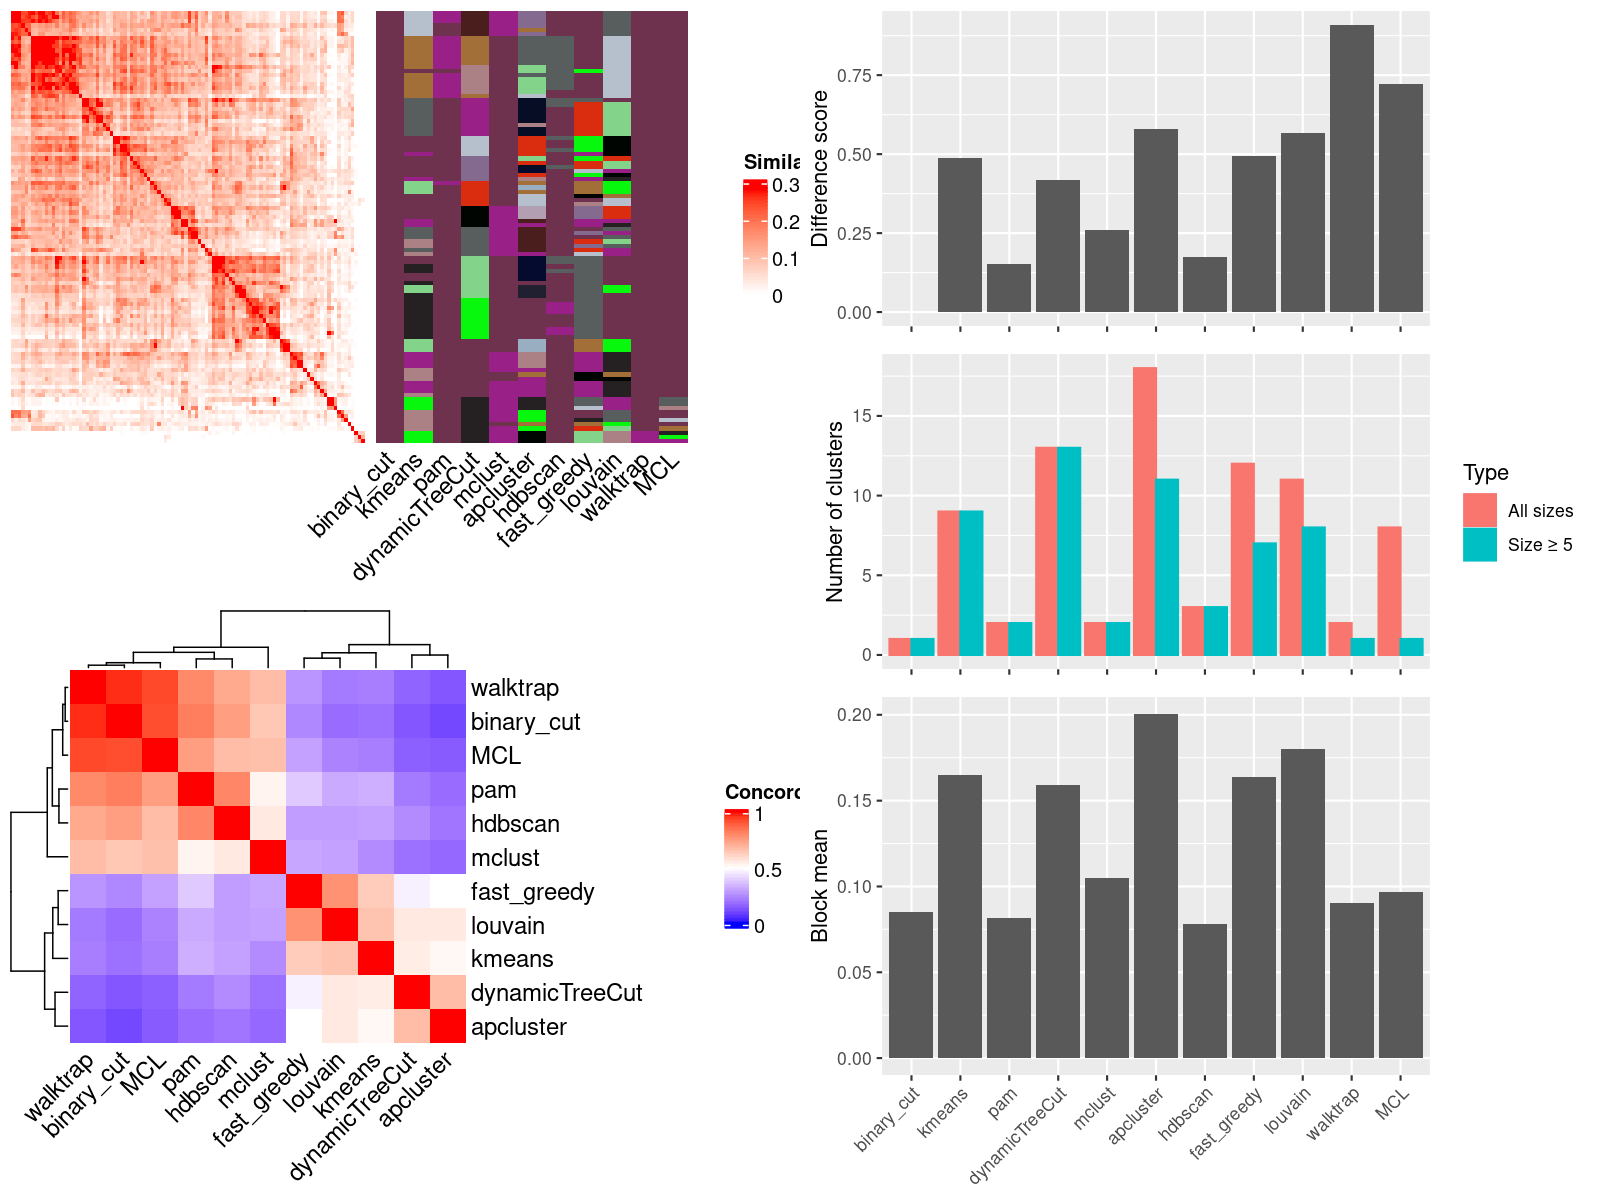 Simila
0.3
0.2
0.1
0
binary_cut
kmeans
pam
dynamicTreeCut
mclust
apcluster
hdbscan
fast_greedy
louvain
walktrap
MCL
walktrap
binary_cut
MCL
pam
hdbscan
mclust
fast_greedy
louvain
kmeans
dynamicTreeCut
apcluster
Concorc
1
0.5
0
walktrap
binary_cut
MCL
pam
hdbscan
mclust
fast_greedy
louvain
kmeans
dynamicTreeCut
apcluster
Difference score
0.75
0.50
0.25
0.00
Number of clusters
15
10
5
0
Type
All sizes
Size ≥ 5
Block mean
0.20
0.15
0.10
0.05
0.00
binary_cut
kmeans
pam
dynamicTreeCut
mclust
apcluster
hdbscan
fast_greedy
louvain
walktrap
MCL